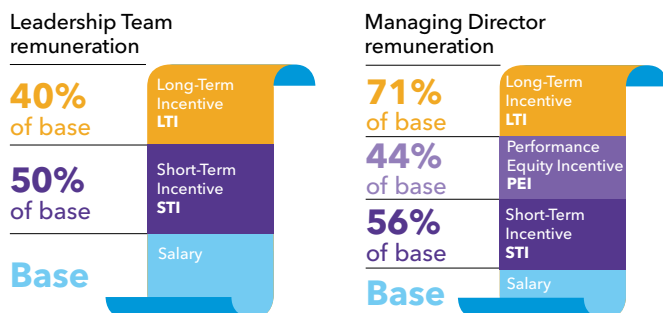 Leadership Team
remuneration
40%
of base
Long-Term
Incentive
LTI
50%
of base
Short-Term
Incentive
STI
Base
Salary
Managing Director
remuneration
71%
of base
Long-Term
Incentive
LTI
44%
of base
Performance
Equity Incentive
PEI
56%
of base
Short-Term
Incentive
STI
Base
Salary